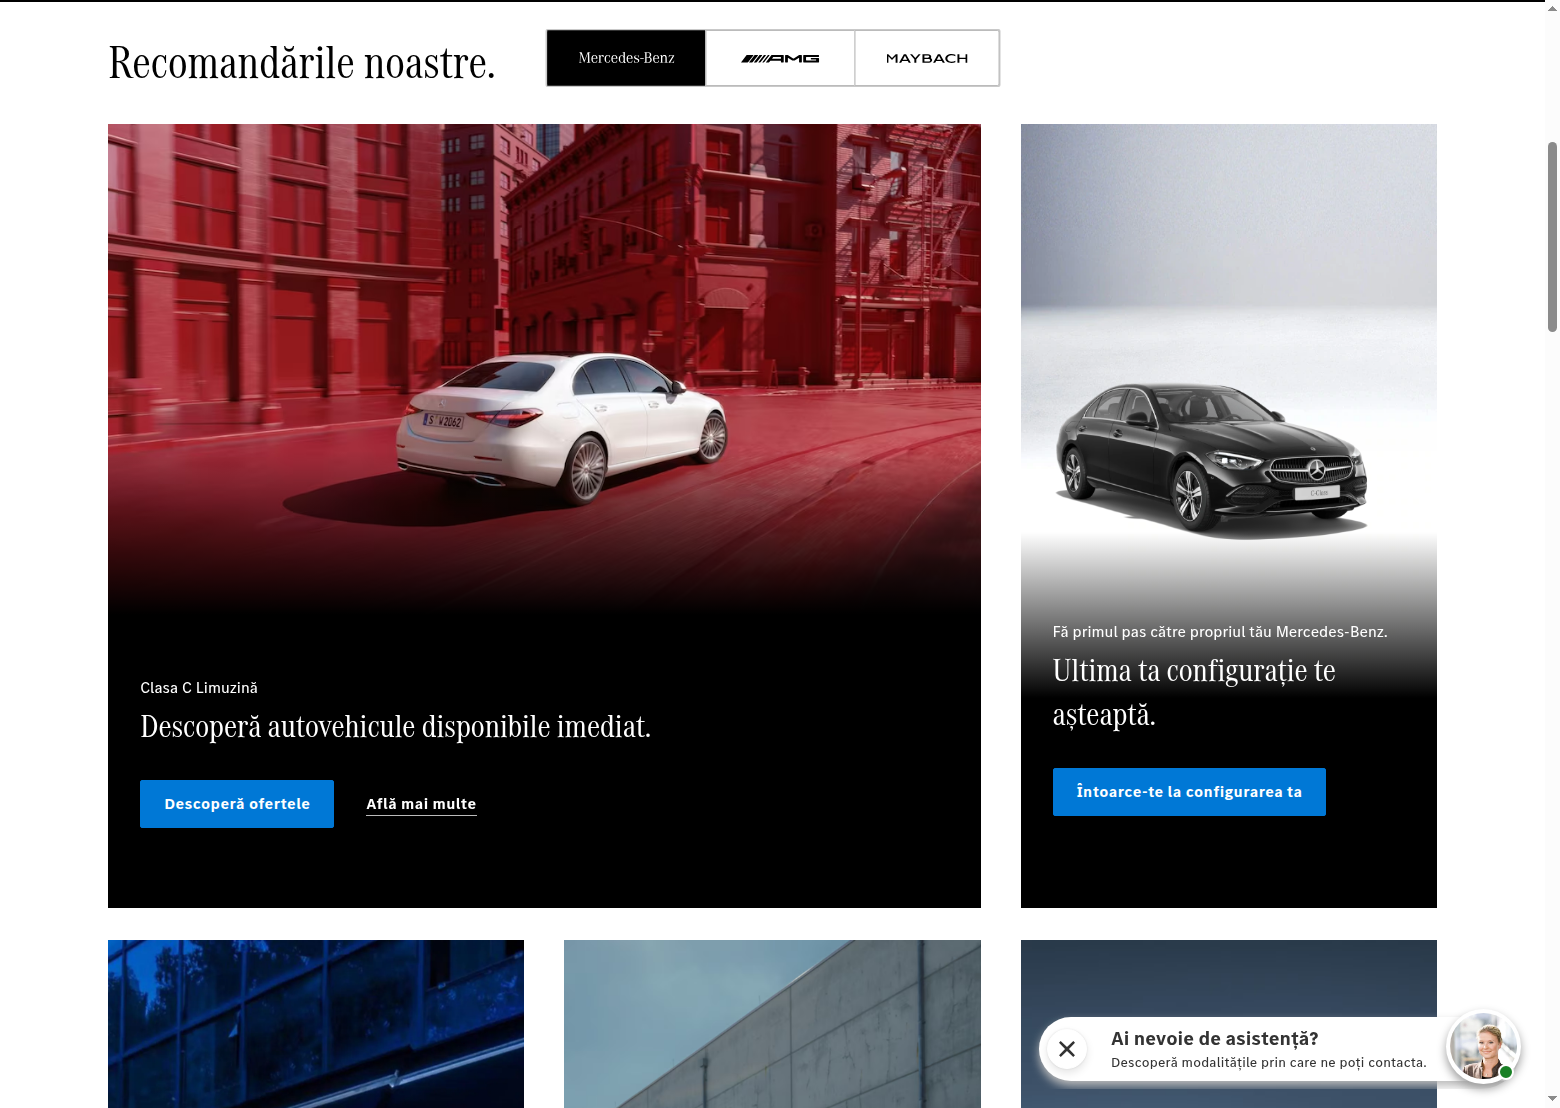 Recomandările noastre.
Mercedes-Benz
AMG
MAYBACH
S W 2062
C-Class
Clasa C Limuzină
Descoperă autovehicule disponibile imediat.
Descoperă ofertele
Află mai multe
Fă primul pas către propriul tău Mercedes-Benz.
Ultima ta configurație te
așteaptă.
Întoarce-te la configurarea ta
Ai nevoie de asistență?
Descoperă modalitățile prin care ne poți contacta.